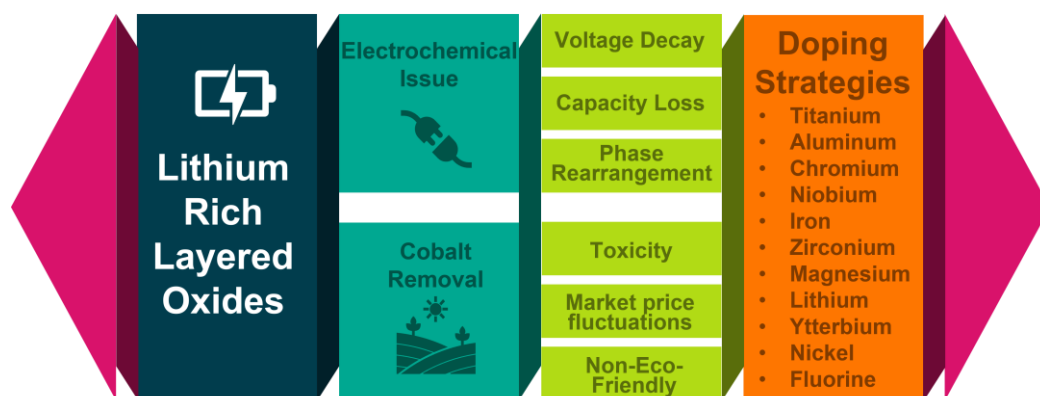 Lithium
Rich
Layered
Oxides
Electrochemical
Issue
Cobalt
Removal
Voltage Decay
Capacity Loss
Phase
Rearrangement
Toxicity
Market price
fluctuations
Non-Eco-
Friendly
Doping
Strategies
• Titanium
• Aluminum
• Chromium
• Niobium
• Iron
• Zirconium
• Magnesium
• Lithium
• Ytterbium
• Nickel
• Fluorine